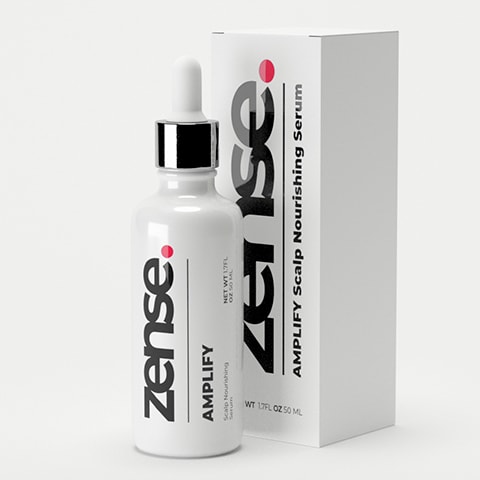 zense.
AMPLIFY
Scalp Nourishing
Serum
NET WT 1.7FL
OZ 50 ML
zense.
AMPLIFY Scalp Nourishing Serum
WT 1.7FL OZ 50 ML